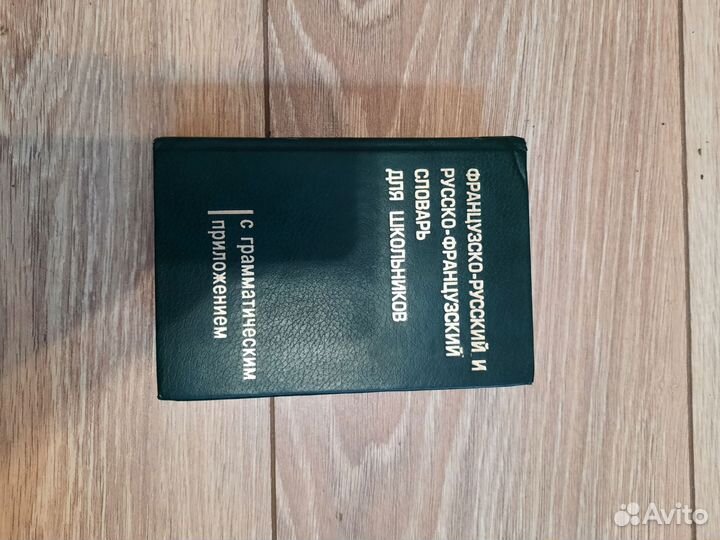 ФРАНЦУЗСКО-РУССКИЙ И
РУССКО-ФРАНЦУЗСКИЙ
СЛОВАРЬ
ДЛЯ ШКОЛЬНИКОВ
с грамматическим
приложением
Avito